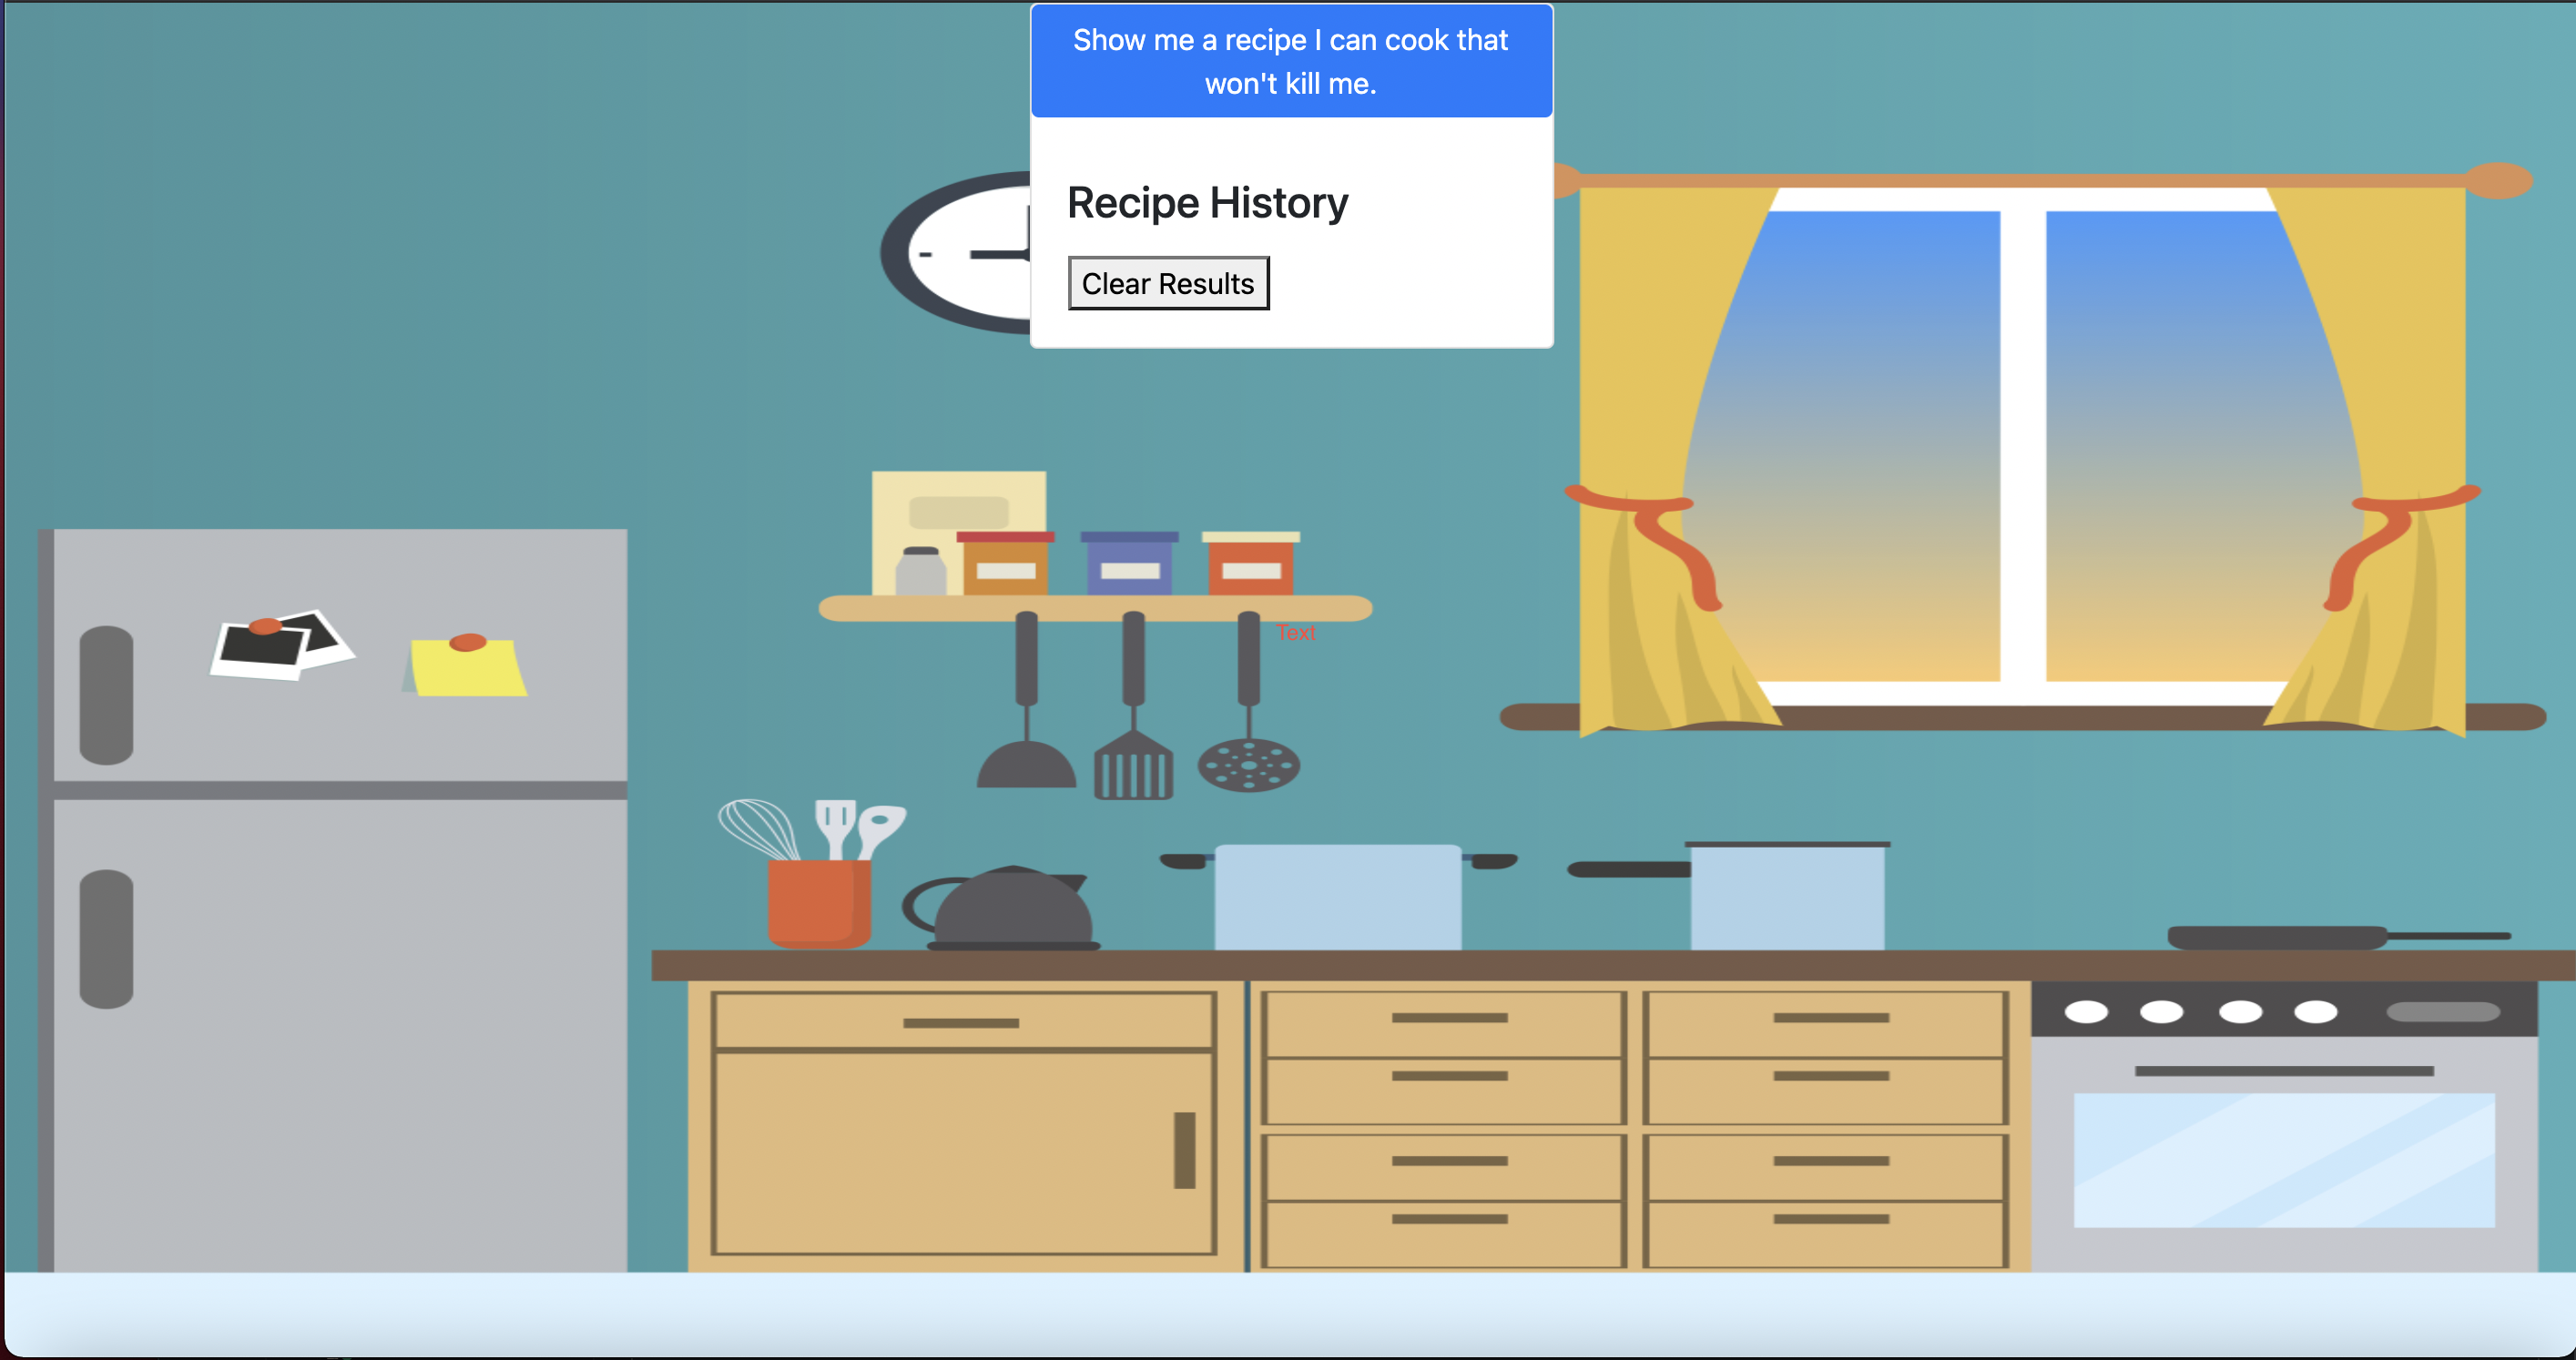 Show me a recipe I can cook that
won't kill me.
Recipe History
Clear Results
Text